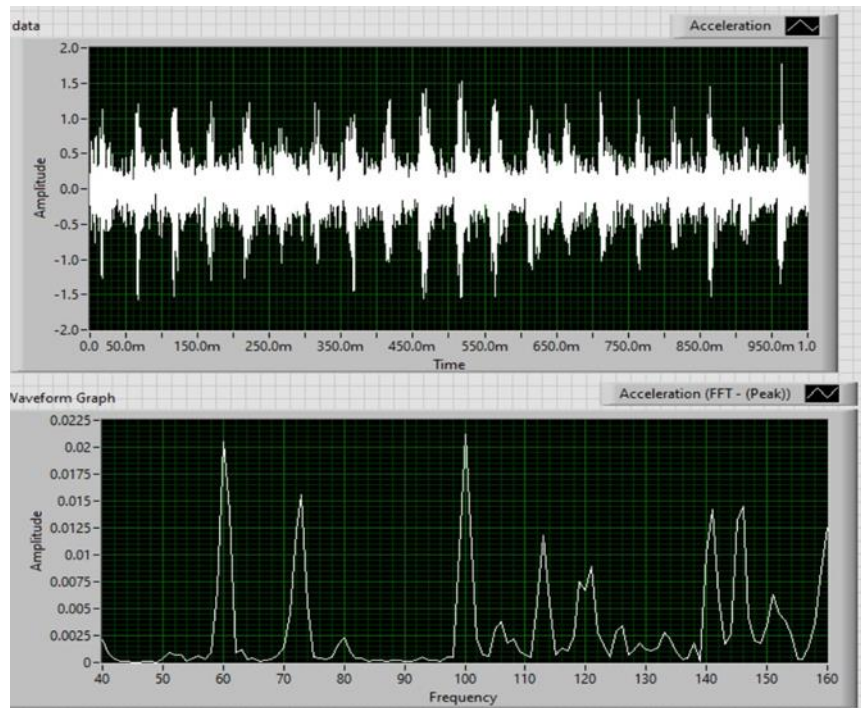 data
Acceleration
2.0
1.5
1.0
0.5
0.0
-0.5
-1.0
-1.5
-2.0
Amplitude
0.0 50.0m 150.0m 250.0m 350.0m 450.0m 550.0m 650.0m 750.0m 850.0m 950.0m 1.0
Time
Waveform Graph
Acceleration (FFT - (Peak))
0.0225
0.02
0.0175
0.015
0.0125
0.01
0.0075
0.005
0.0025
0
Amplitude
40 50 60 70 80 90 100 110 120 130 140 150 160
Frequency